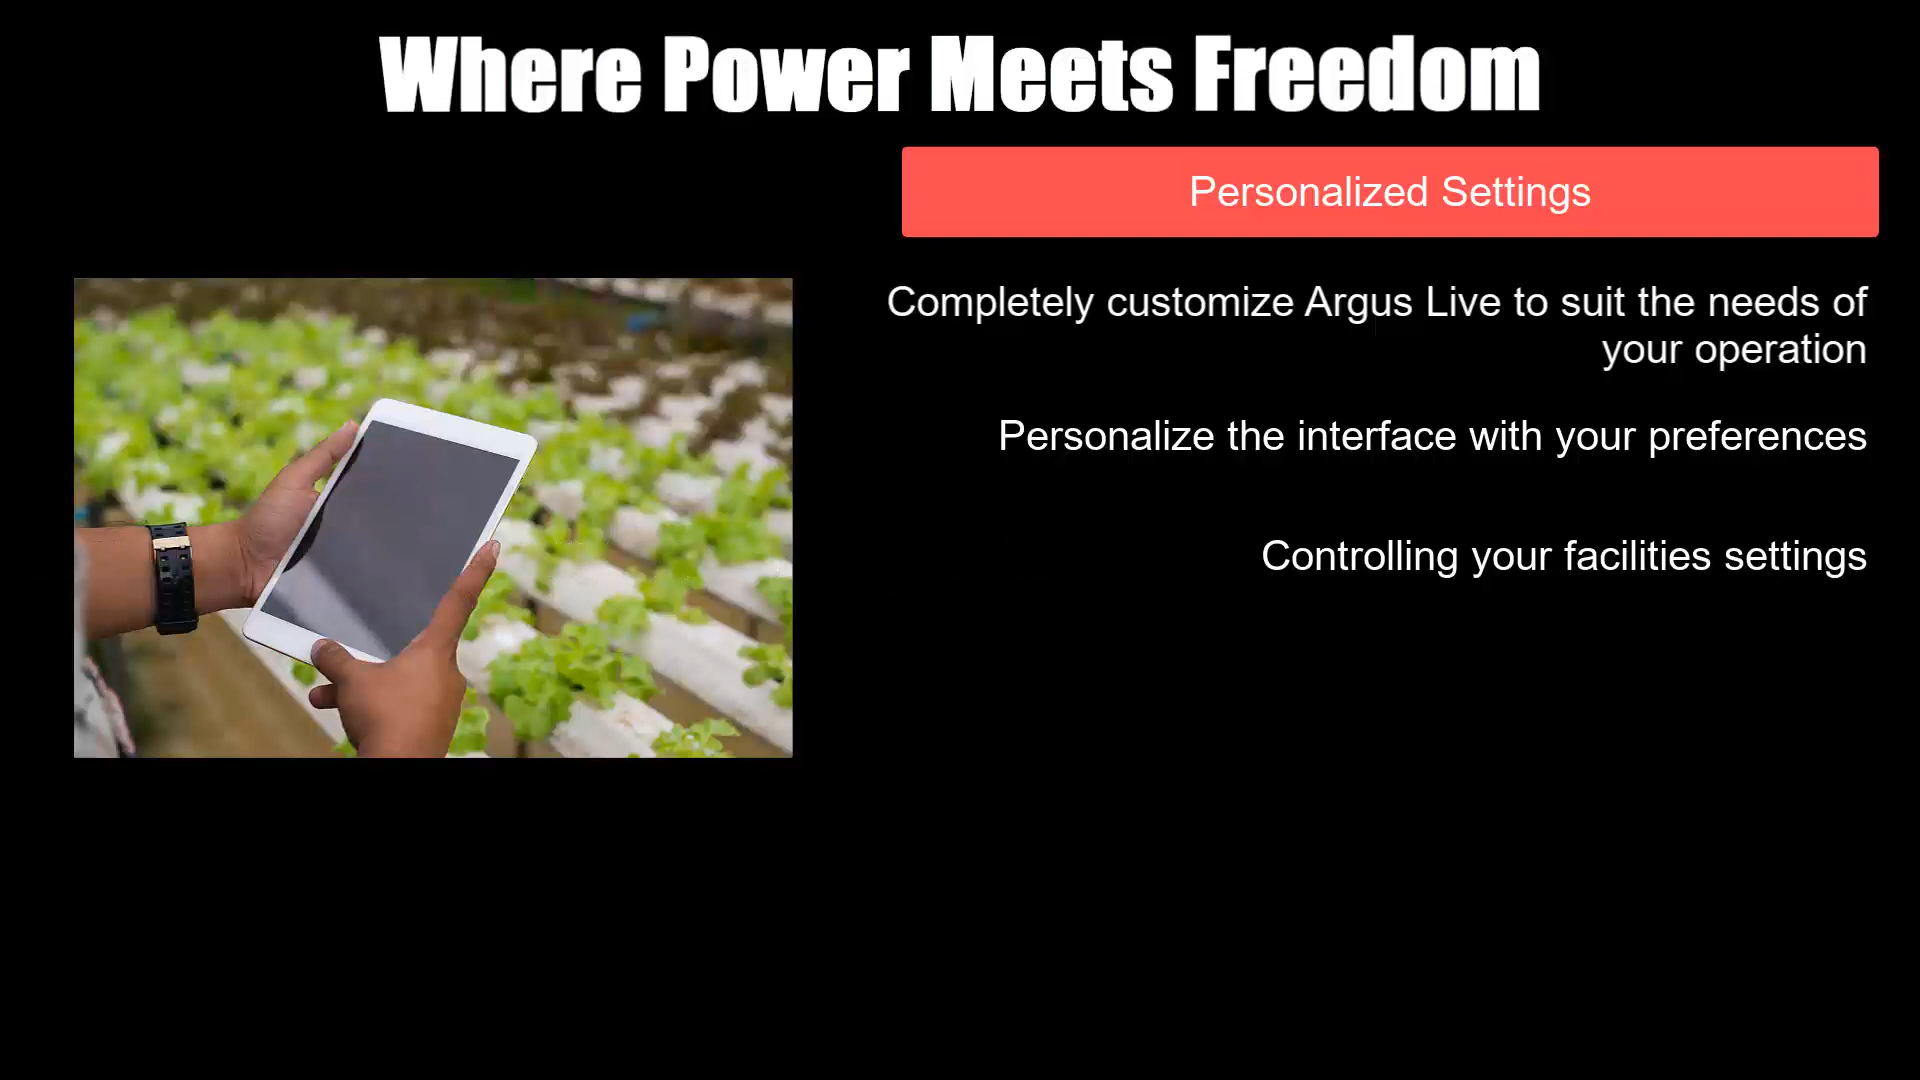 Where Power Meets Freedom
Personalized Settings
Completely customize Argus Live to suit the needs of
your operation
Personalize the interface with your preferences
Controlling your facilities settings